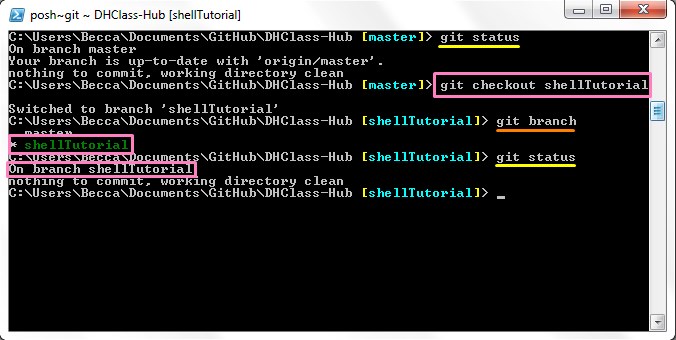 posh~git ~ DHClass-Hub [shellTutorial]
C:\Users\Becca\Documents\GitHub\DHClass-Hub [master]> git status
On branch master
Your branch is up-to-date with 'origin/master'.
nothing to commit, working directory clean
C:\Users\Becca\Documents\GitHub\DHClass-Hub [master]> git checkout shellTutorial
Switched to branch 'shellTutorial'
C:\Users\Becca\Documents\GitHub\DHClass-Hub [shellTutorial]> git branch
master
* shellTutorial
C:\Users\Becca\Documents\GitHub\DHClass-Hub [shellTutorial]> git status
On branch shellTutorial
nothing to commit, working directory clean
C:\Users\Becca\Documents\GitHub\DHClass-Hub [shellTutorial]> _